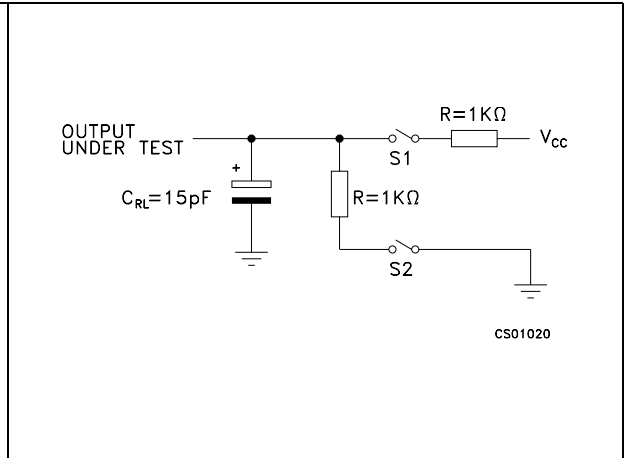 R=1KΩ
OUTPUT
UNDER TEST
V_CC
S1
+
C_RL=15pF
R=1KΩ
S2
CS01020